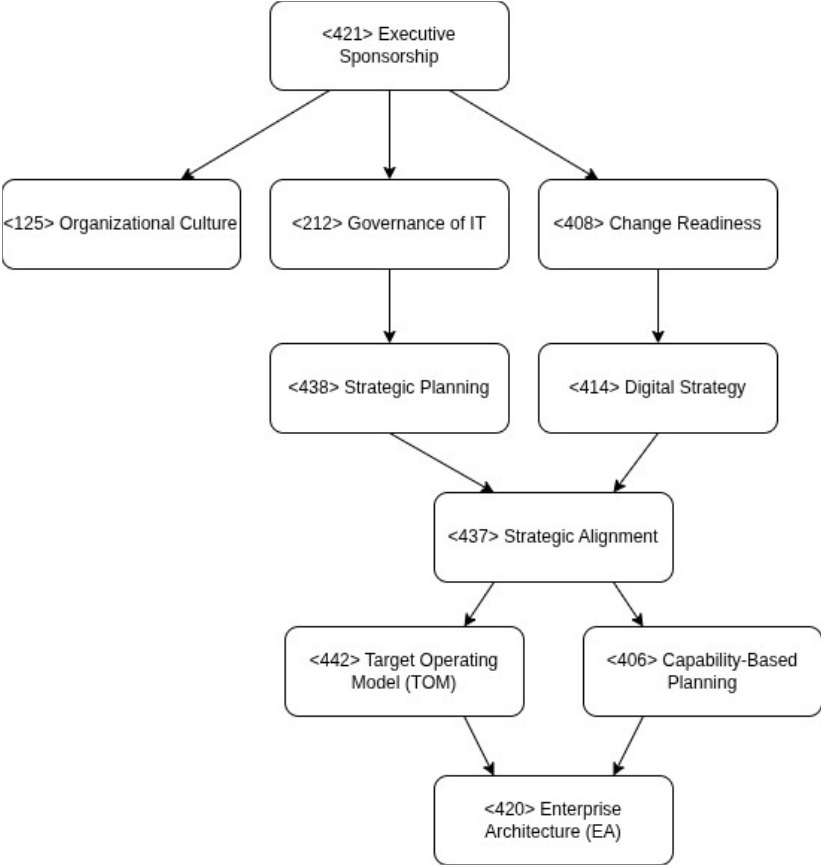 <421> Executive
Sponsorship
<125> Organizational Culture
<212> Governance of IT
<408> Change Readiness
<438> Strategic Planning
<414> Digital Strategy
<437> Strategic Alignment
<442> Target Operating
Model (TOM)
<406> Capability-Based
Planning
<420> Enterprise
Architecture (EA)